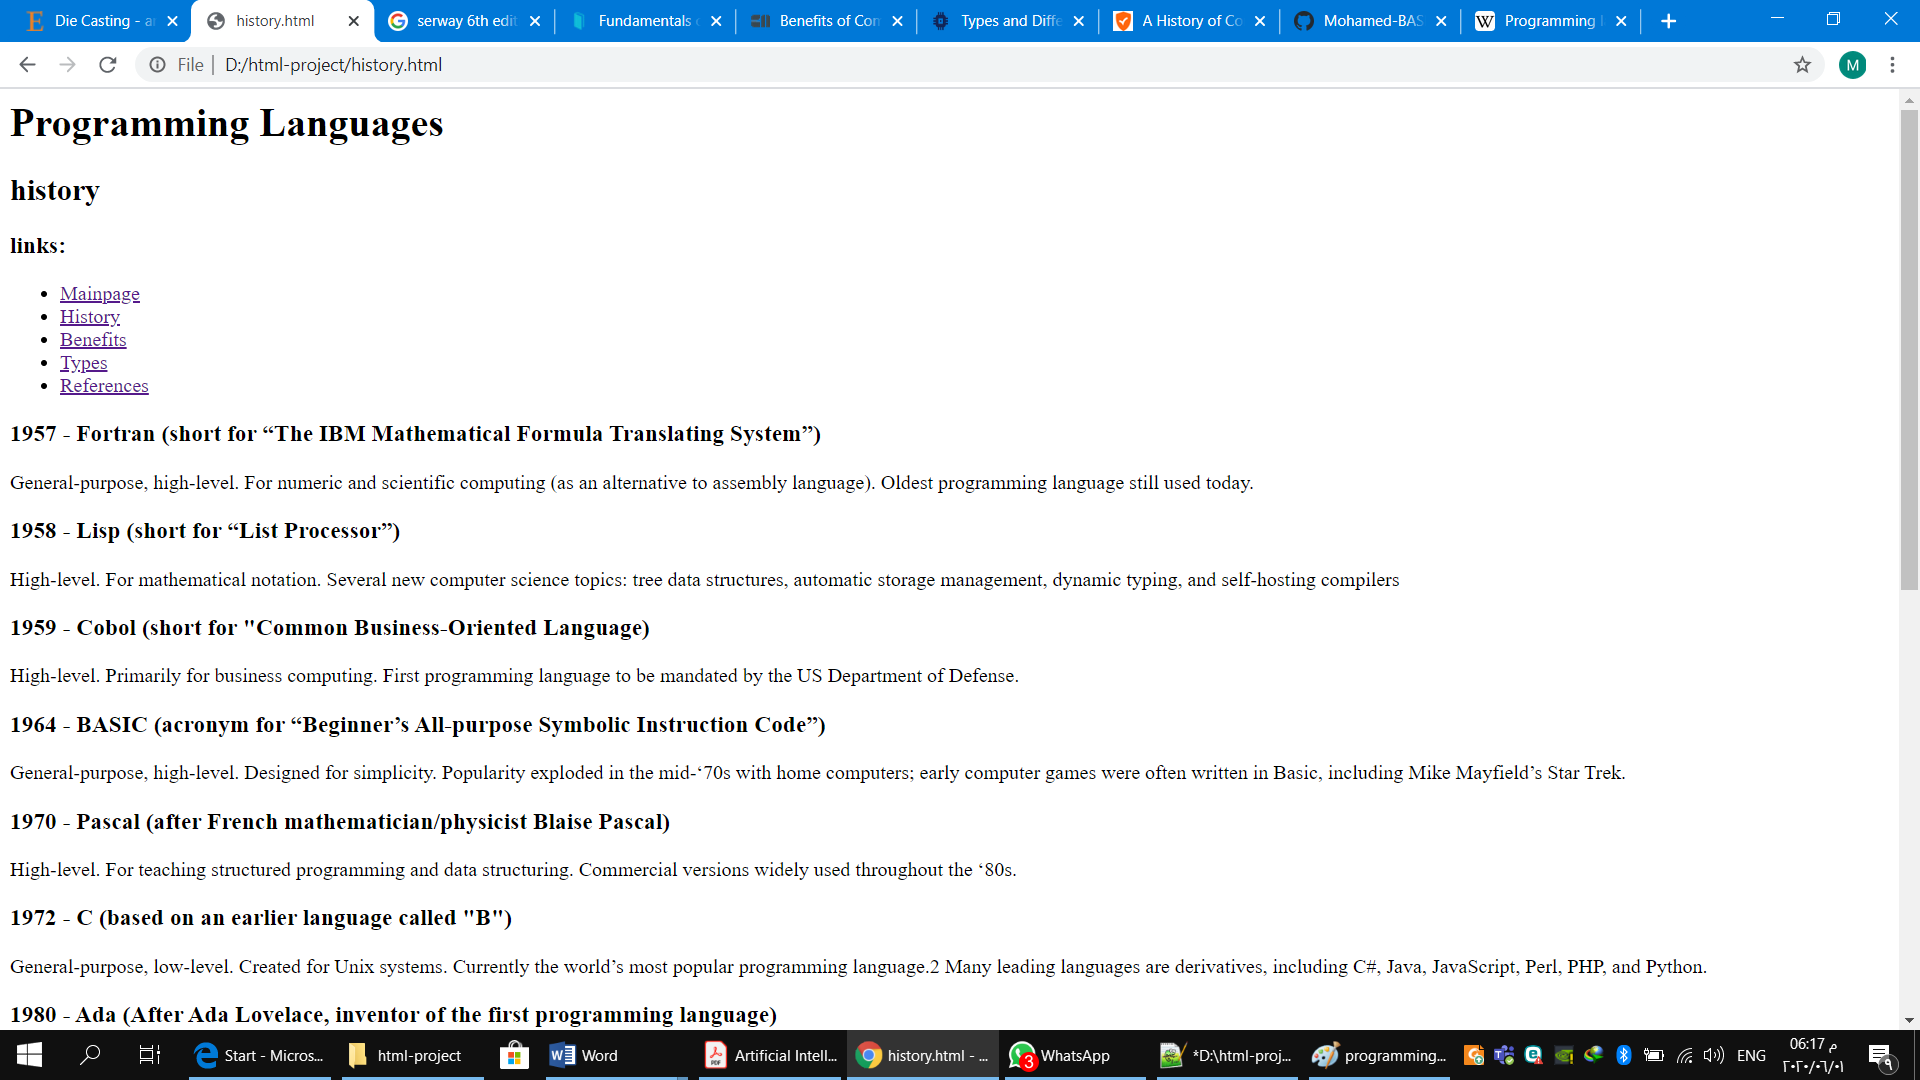 Die Casting - a
history.html
serway 6th edit
Fundamentals
Benefits of Com
Types and Diffe
A History of Co
Mohamed-BAS
Programming
File
D:/html-project/history.html
M
Programming Languages
history
links:
Mainpage
History
Benefits
Types
References
1957 - Fortran (short for “The IBM Mathematical Formula Translating System”)
General-purpose, high-level. For numeric and scientific computing (as an alternative to assembly language). Oldest programming language still used today.
1958 - Lisp (short for “List Processor”)
High-level. For mathematical notation. Several new computer science topics: tree data structures, automatic storage management, dynamic typing, and self-hosting compilers
1959 - Cobol (short for "Common Business-Oriented Language)
High-level. Primarily for business computing. First programming language to be mandated by the US Department of Defense.
1964 - BASIC (acronym for “Beginner’s All-purpose Symbolic Instruction Code”)
General-purpose, high-level. Designed for simplicity. Popularity exploded in the mid-‘70s with home computers; early computer games were often written in Basic, including Mike Mayfield’s Star Trek.
1970 - Pascal (after French mathematician/physicist Blaise Pascal)
High-level. For teaching structured programming and data structuring. Commercial versions widely used throughout the ‘80s.
1972 - C (based on an earlier language called "B")
General-purpose, low-level. Created for Unix systems. Currently the world’s most popular programming language.2 Many leading languages are derivatives, including C#, Java, JavaScript, Perl, PHP, and Python.
1980 - Ada (After Ada Lovelace, inventor of the first programming language)
Start - Micros...
html-project
Word
Artificial Intell...
history.html - ...
3
WhatsApp
*D:\html-proj...
programming...
ENG
06:17 م
٢٠٢٠/٠٦/٠١
٩